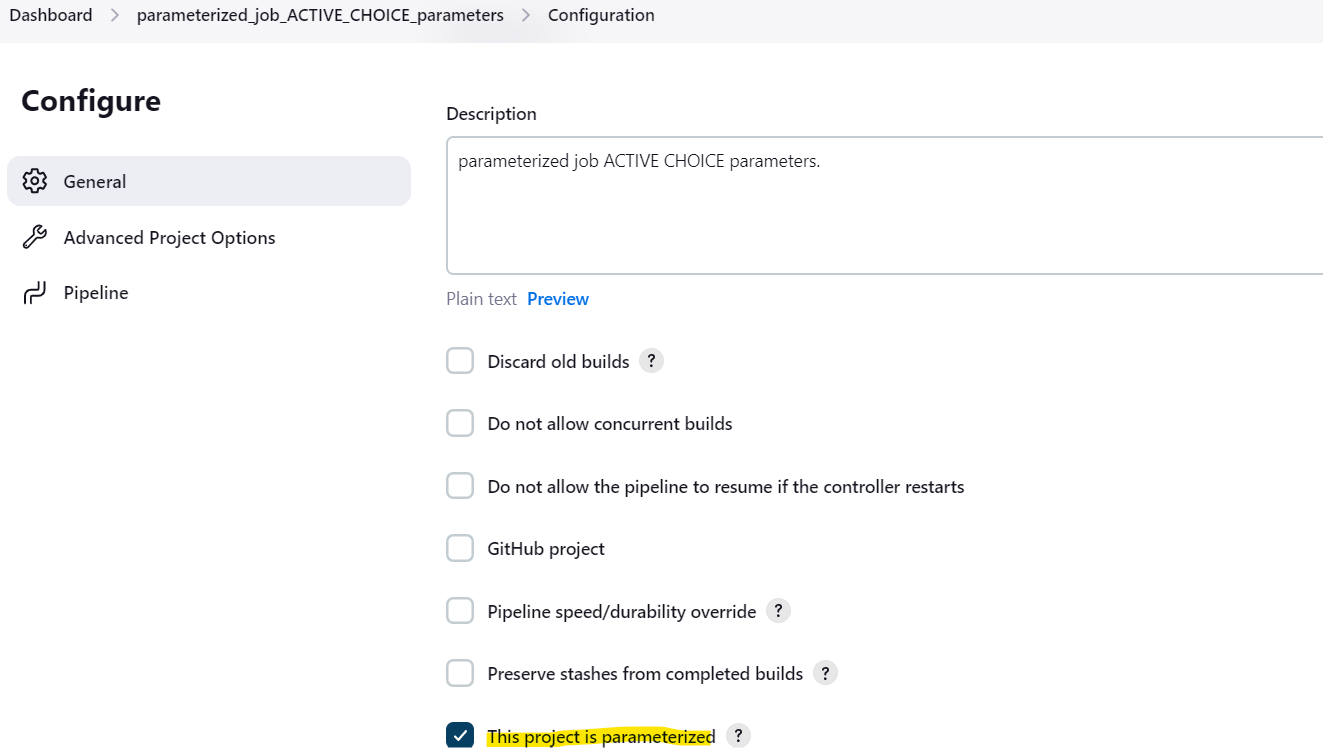 Dashboard > parameterized_job_ACTIVE_CHOICE_parameters > Configuration
Configure
General
Advanced Project Options
Pipeline
Description
parameterized job ACTIVE CHOICE parameters.
Plain text Preview
Discard old builds ?
Do not allow concurrent builds
Do not allow the pipeline to resume if the controller restarts
GitHub project
Pipeline speed/durability override ?
Preserve stashes from completed builds ?
This project is parameterized ?